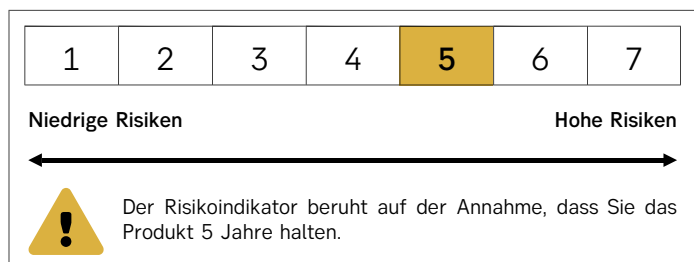 1 2 3 4 5 6 7
Niedrige Risiken Hohe Risiken
Der Risikoindikator beruht auf der Annahme, dass Sie das
Produkt 5 Jahre halten.